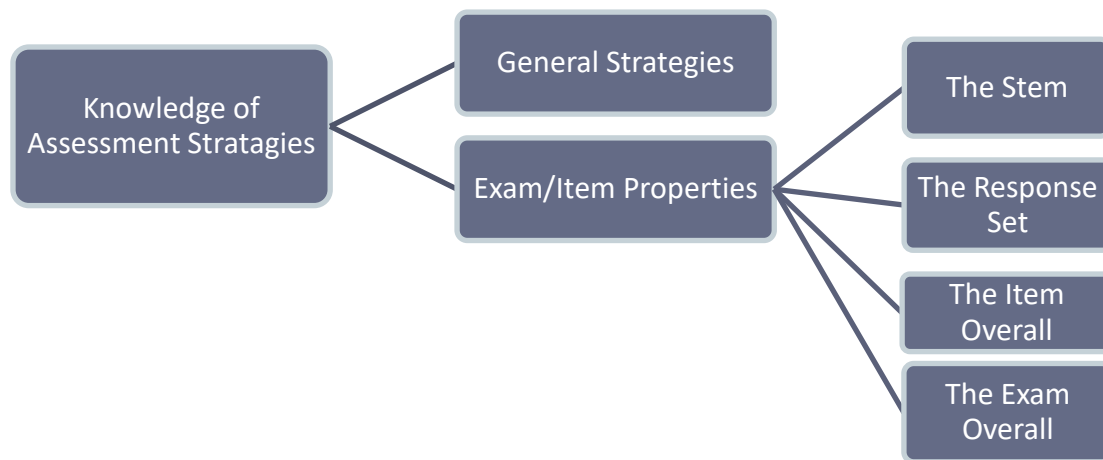 Knowledge of
Assessment Stratagies
General Strategies
Exam/Item Properties
The Stem
The Response
Set
The Item
Overall
The Exam
Overall